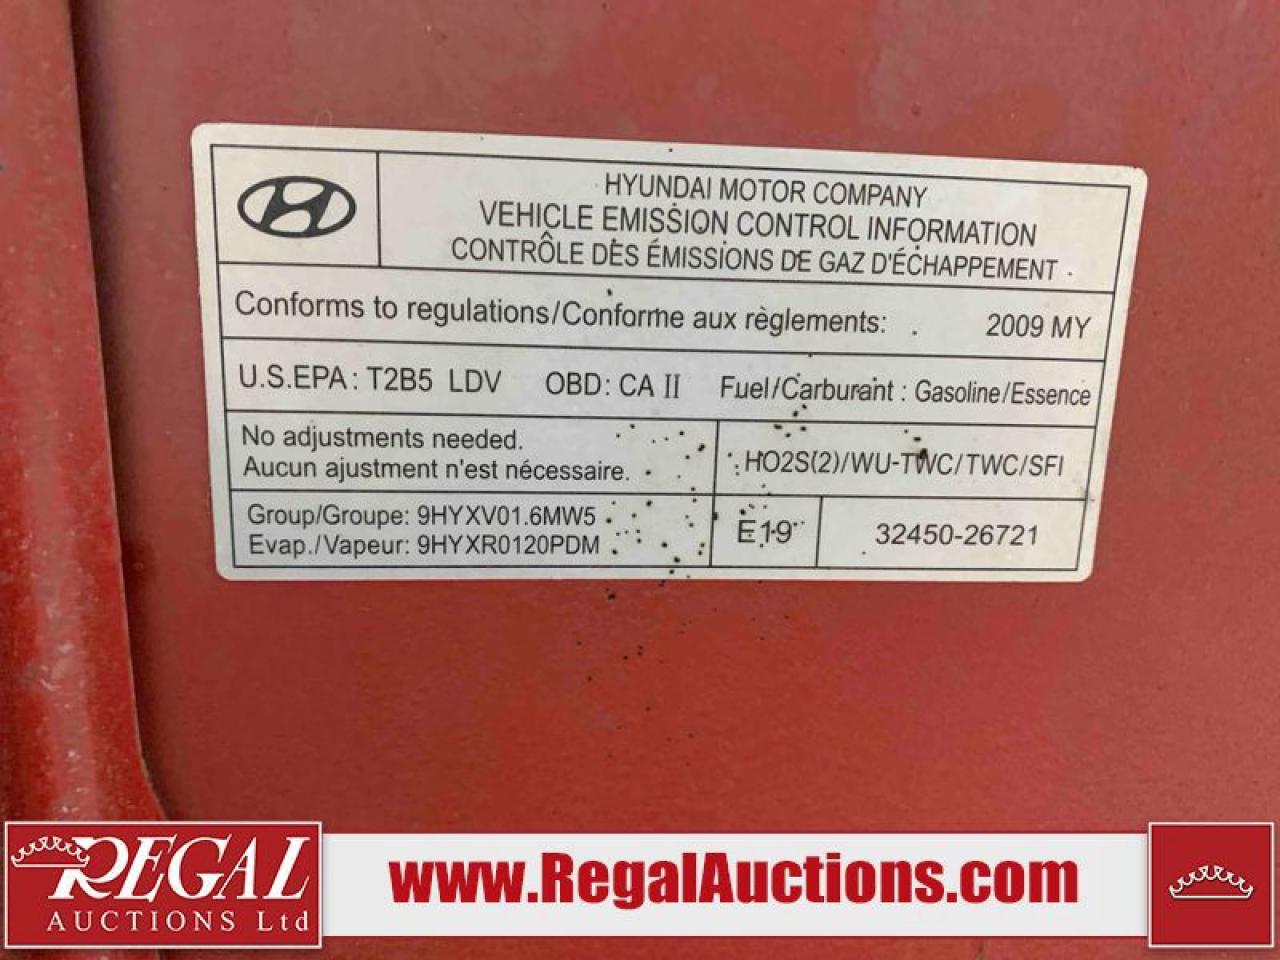 HYUNDAI MOTOR COMPANY
VEHICLE EMISSION CONTROL INFORMATION
CONTRÔLE DES ÉMISSIONS DE GAZ D'ÉCHAPPEMENT
Conforms to regulations/Conforme aux règlements: 2009 MY
U.S.EPA: T2B5 LDV OBD: CA II Fuel/Carburant : Gasoline/Essence
No adjustments needed.
Aucun ajustment n'est nécessaire.
HO2S(2)/WU-TWC/TWC/SFI
Group/Groupe: 9HYXV01.6MW5
Evap./Vapeur: 9HYXR0120PDM
E19
32450-26721
REGAL
AUCTIONS Ltd
www.RegalAuctions.com